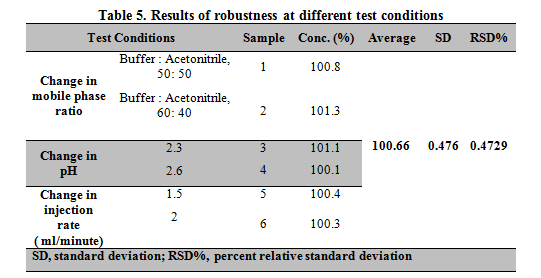 Table 5. Results of robustness at different test conditions
Test Conditions Sample Conc. (%) Average SD RSD%
Change in mobile phase ratio
Buffer : Acetonitrile, 50: 50 1 100.8
Buffer : Acetonitrile, 60: 40 2 101.3
Change in pH
2.3 3 101.1
2.6 4 100.1
100.66 0.476 0.4729
Change in injection rate ( ml/minute)
1.5 5 100.4
2 6 100.3
SD, standard deviation; RSD%, percent relative standard deviation